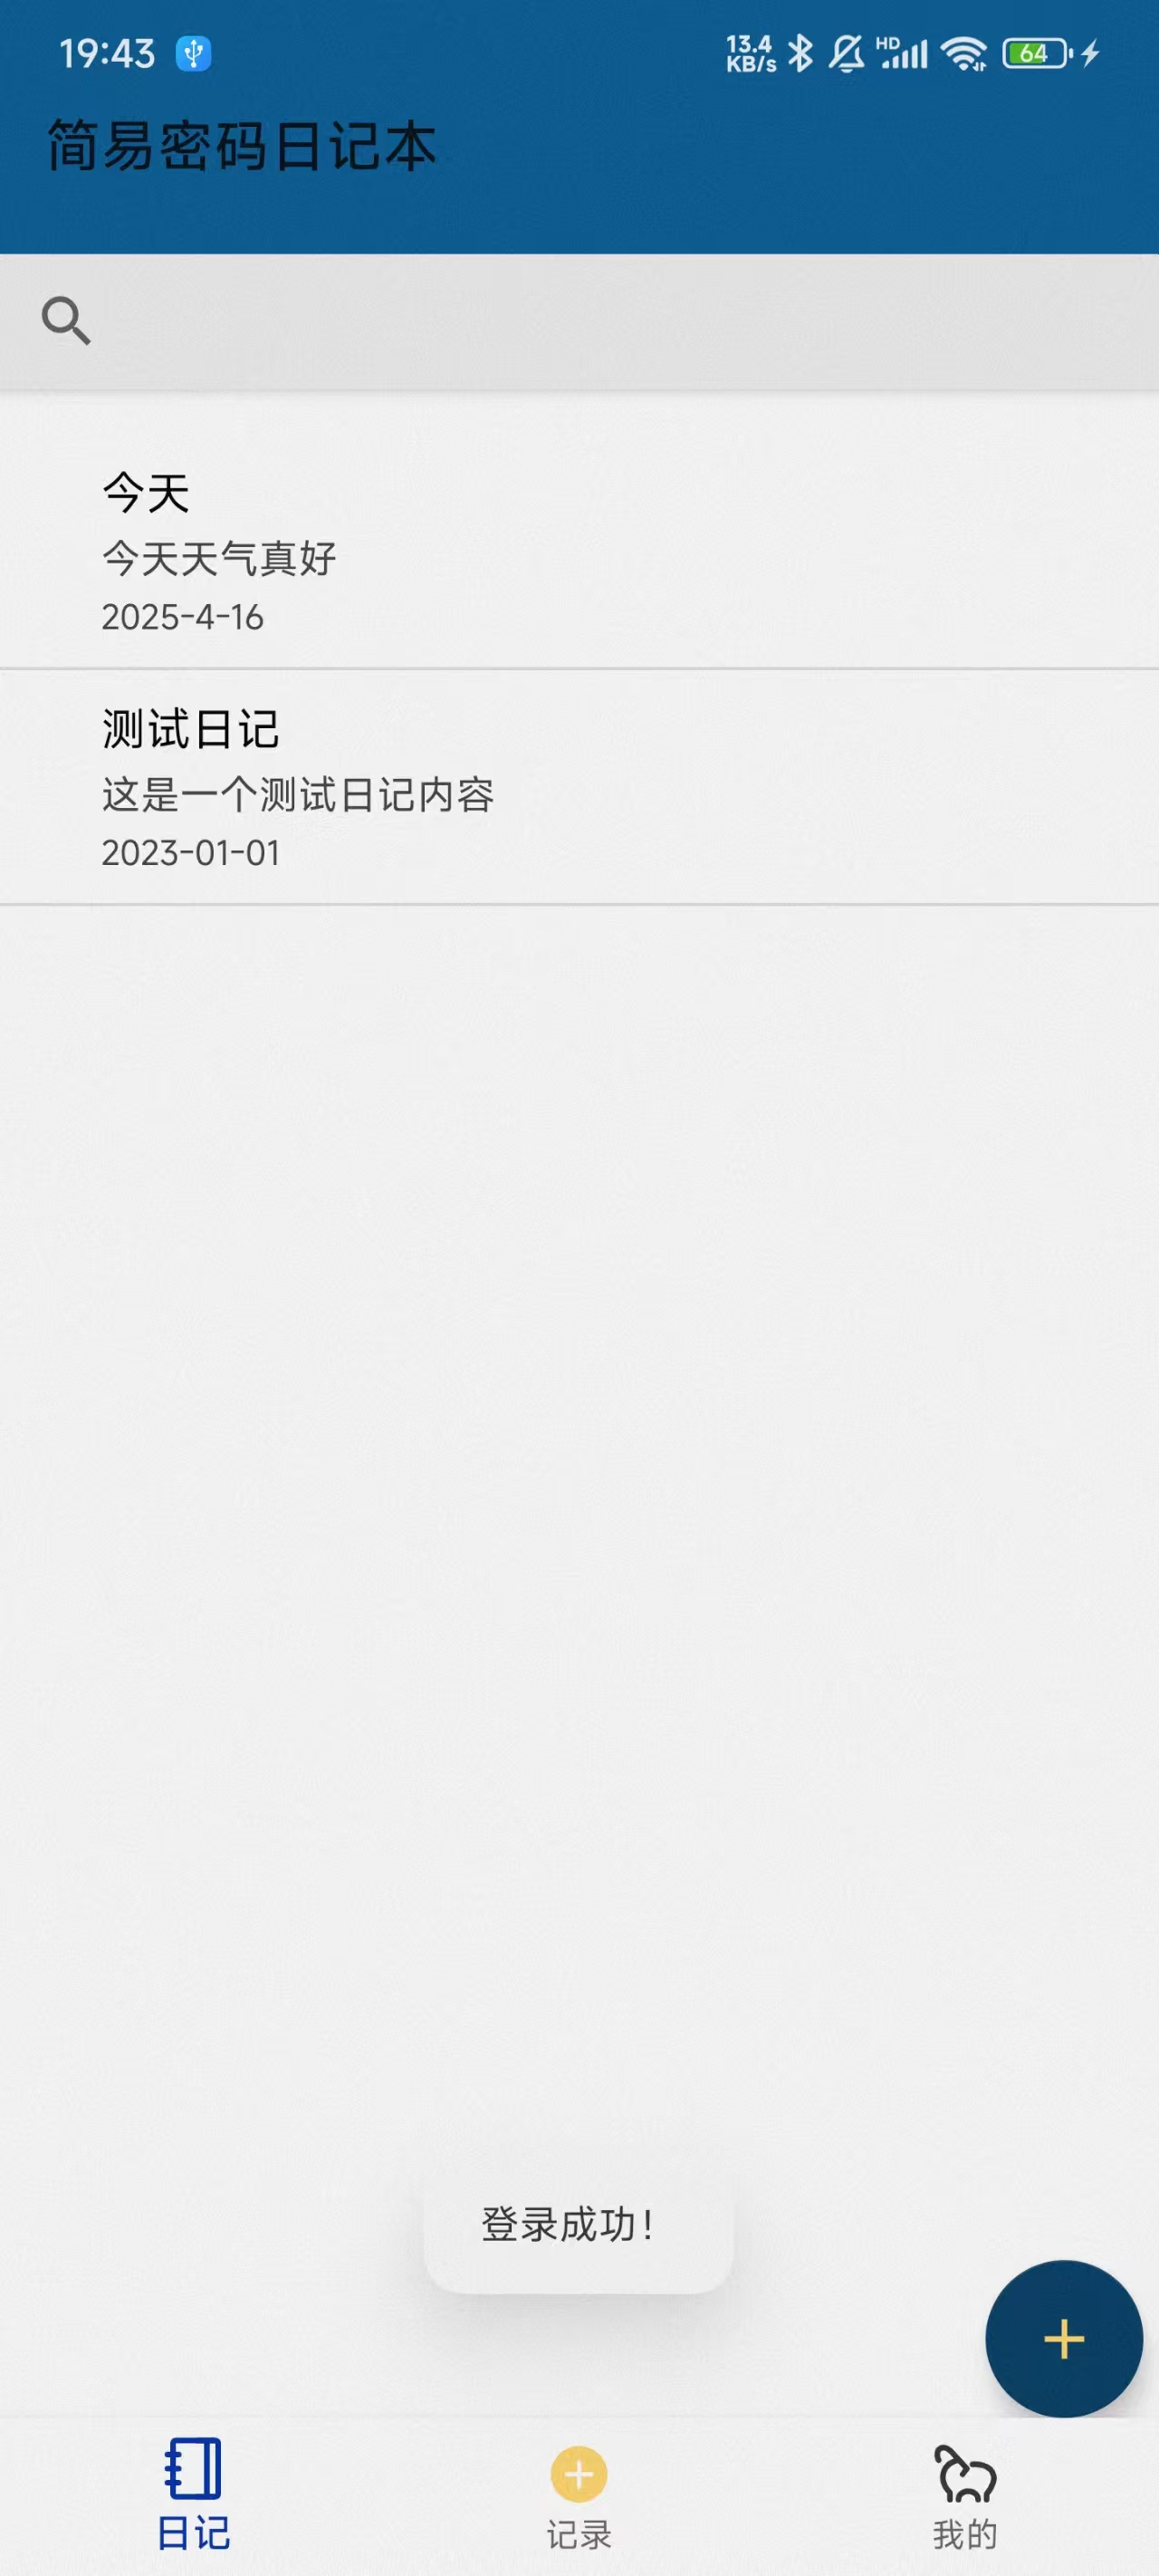 19:43
13.4
KB/s
HD
64
简易密码日记本
今天
今天天气真好
2025-4-16
测试日记
这是一个测试日记内容
2023-01-01
登录成功!
日记
记录
我的